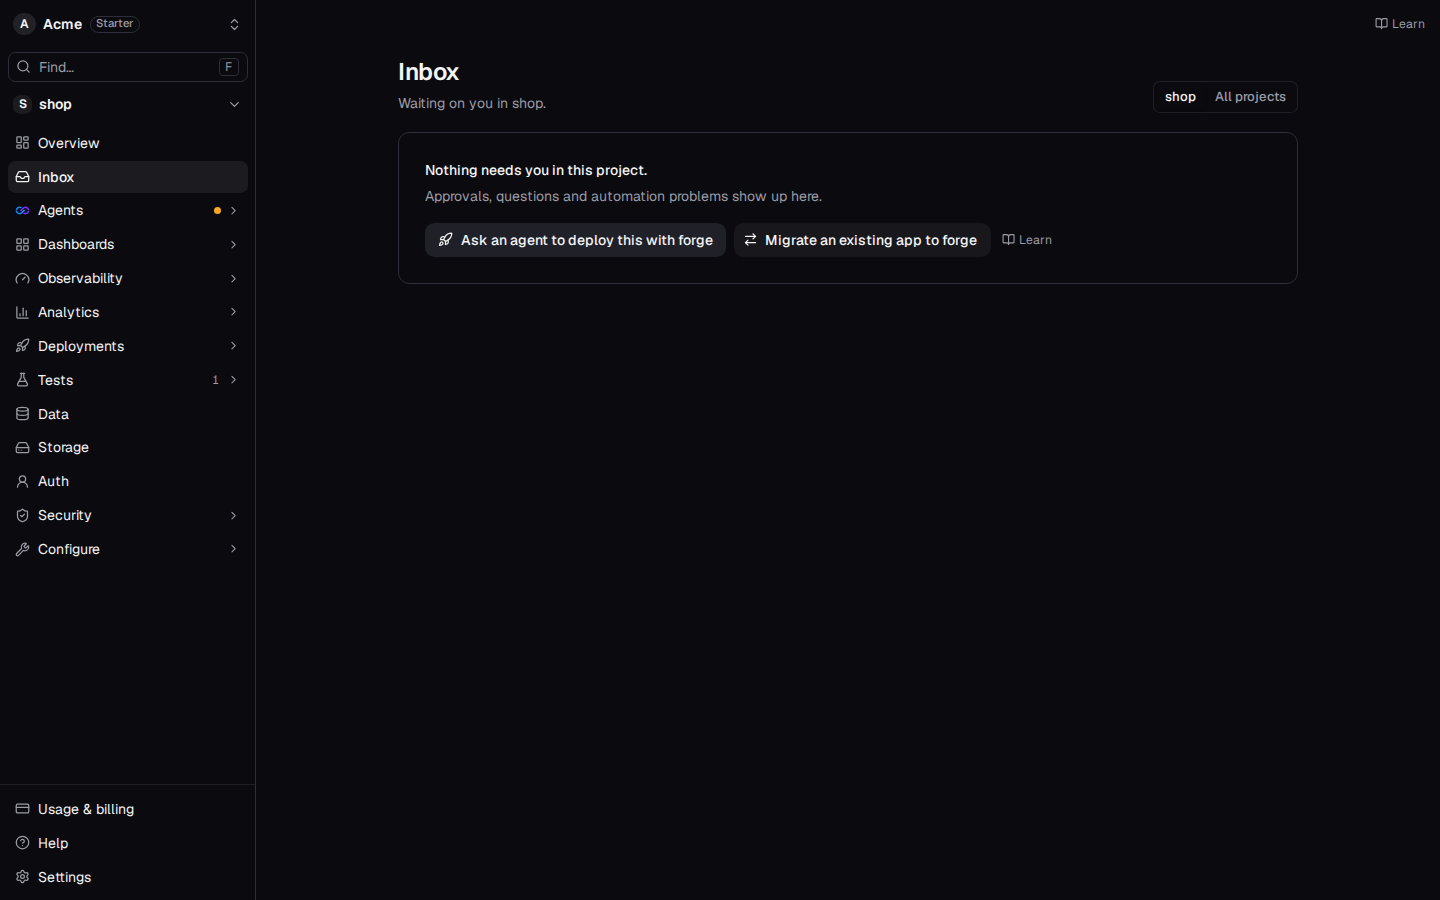 A Acme Starter
Find... F
S shop
Overview
Inbox
Agents
Dashboards
Observability
Analytics
Deployments
Tests 1
Data
Storage
Auth
Security
Configure
Usage & billing
Help
Settings
Learn
Inbox
Waiting on you in shop.
shop All projects
Nothing needs you in this project.
Approvals, questions and automation problems show up here.
Ask an agent to deploy this with forge Migrate an existing app to forge Learn